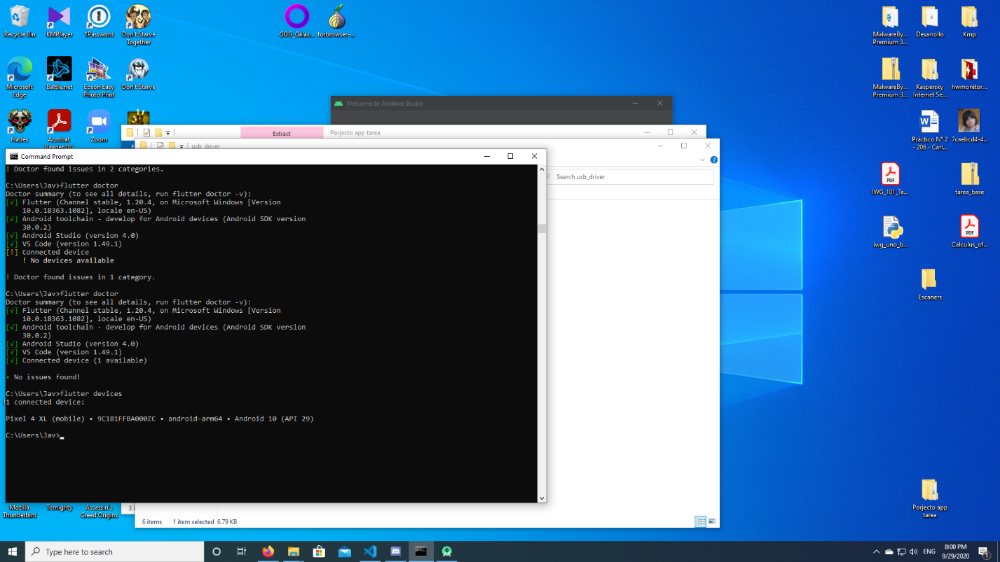 Recycle Bin
KMPlayer
1Password
Don't Starve
Together
GOG_Galax...
torbrowser-...
MalwareBy...
Premium 3...
Desarrollo
Kmp
Microsoft
Edge
Battle.net
Epson Easy
Photo Print
Don't Starve
MalwareBy...
Premium 3...
Kaspersky
Internet Se...
hwmonitor...
Welcome to Android Studio
Hades
Acrobat
Reader DC
Zoom
Extract
Porjecto app tarea
usb_driver
Práctico N° 2
- 206 - Carl...
7caebcd4-4...
Command Prompt
Search usb_driver
! Doctor found issues in 2 categories.
C:\Users\Jav>flutter doctor
Doctor summary (to see all details, run flutter doctor -v):
[√] Flutter (Channel stable, 1.20.4, on Microsoft Windows [Version
10.0.18363.1082], locale en-US)
[√] Android toolchain - develop for Android devices (Android SDK version
30.0.2)
[√] Android Studio (version 4.0)
[√] VS Code (version 1.49.1)
[!] Connected device
! No devices available
! Doctor found issues in 1 category.
C:\Users\Jav>flutter doctor
Doctor summary (to see all details, run flutter doctor -v):
[√] Flutter (Channel stable, 1.20.4, on Microsoft Windows [Version
10.0.18363.1082], locale en-US)
[√] Android toolchain - develop for Android devices (Android SDK version
30.0.2)
[√] Android Studio (version 4.0)
[√] VS Code (version 1.49.1)
[√] Connected device (1 available)
• No issues found!
C:\Users\Jav>flutter devices
1 connected device:
Pixel 4 XL (mobile) • 9C181FFBA000ZC • android-arm64 • Android 10 (API 29)
C:\Users\Jav>
PDF
IWG_101_Ta...
tarea_base
iwg_uno_b...
PDF
Calculus_of...
Escaners
Porjecto app
tarea
Mozilla
Thunderbird
Tomighty
Assassin's
Creed Origins
6 items
1 item selected 6.79 KB
Type here to search
ENG
8:00 PM
9/29/2020
1